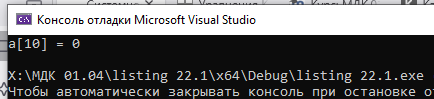 Консоль отладки Microsoft Visual Studio
a[10] = 0
X:\МДК 01.04\listing 22.1\x64\Debug\listing 22.1.exe
Чтобы автоматически закрывать консоль при остановке